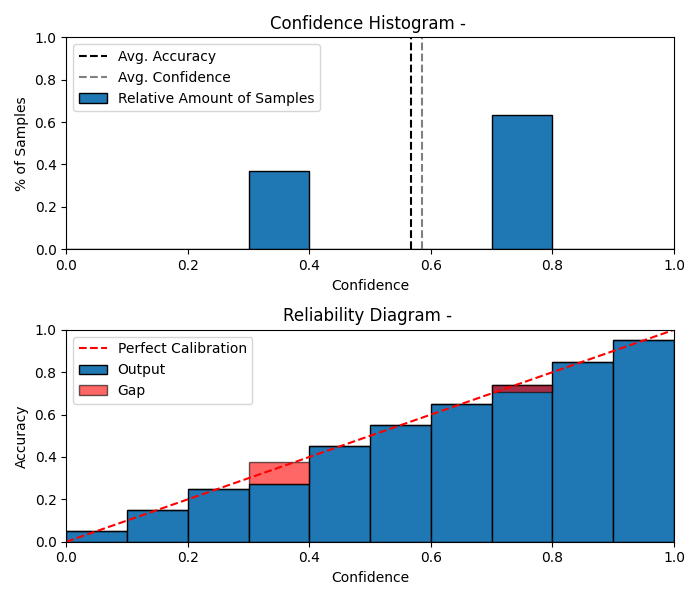 Confidence Histogram -
1.0
0.8
0.6
0.4
0.2
0.0
% of Samples
Avg. Accuracy
Avg. Confidence
Relative Amount of Samples
0.0 0.2 0.4 0.6 0.8 1.0
Confidence
Reliability Diagram -
1.0
0.8
0.6
0.4
0.2
0.0
Accuracy
Perfect Calibration
Output
Gap
0.0 0.2 0.4 0.6 0.8 1.0
Confidence